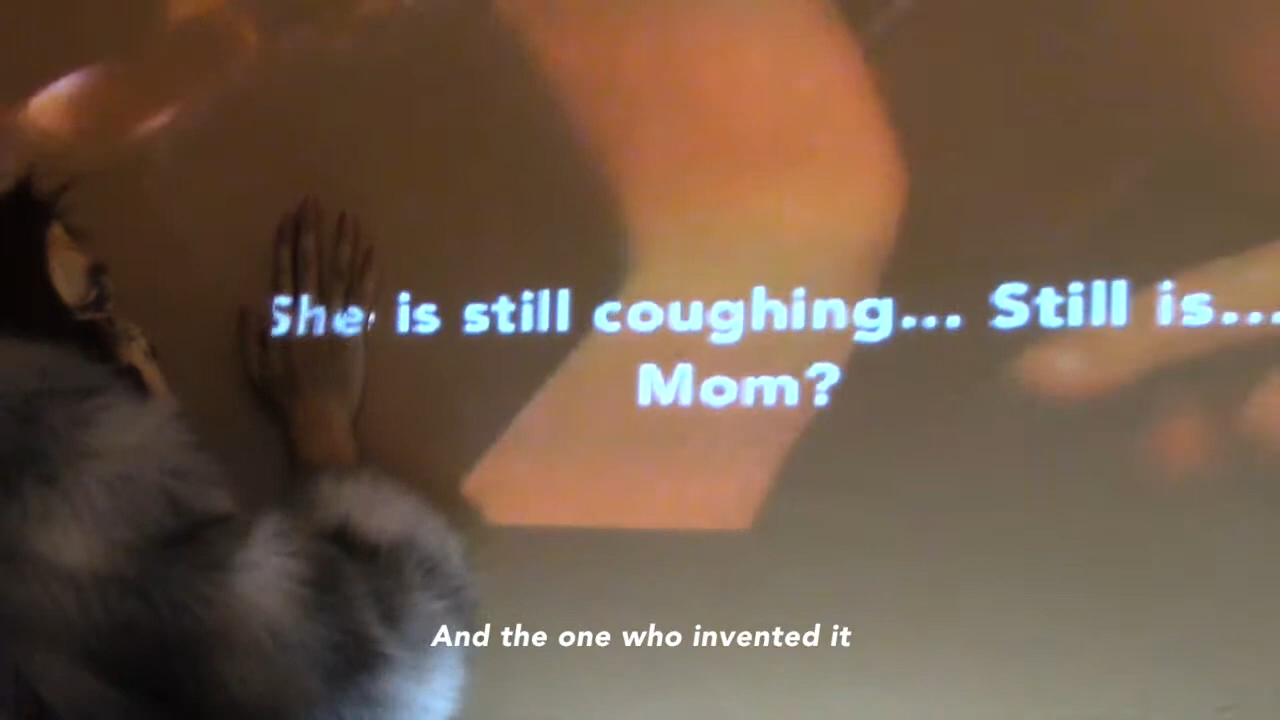 She is still coughing... Still is...
Mom?
And the one who invented it